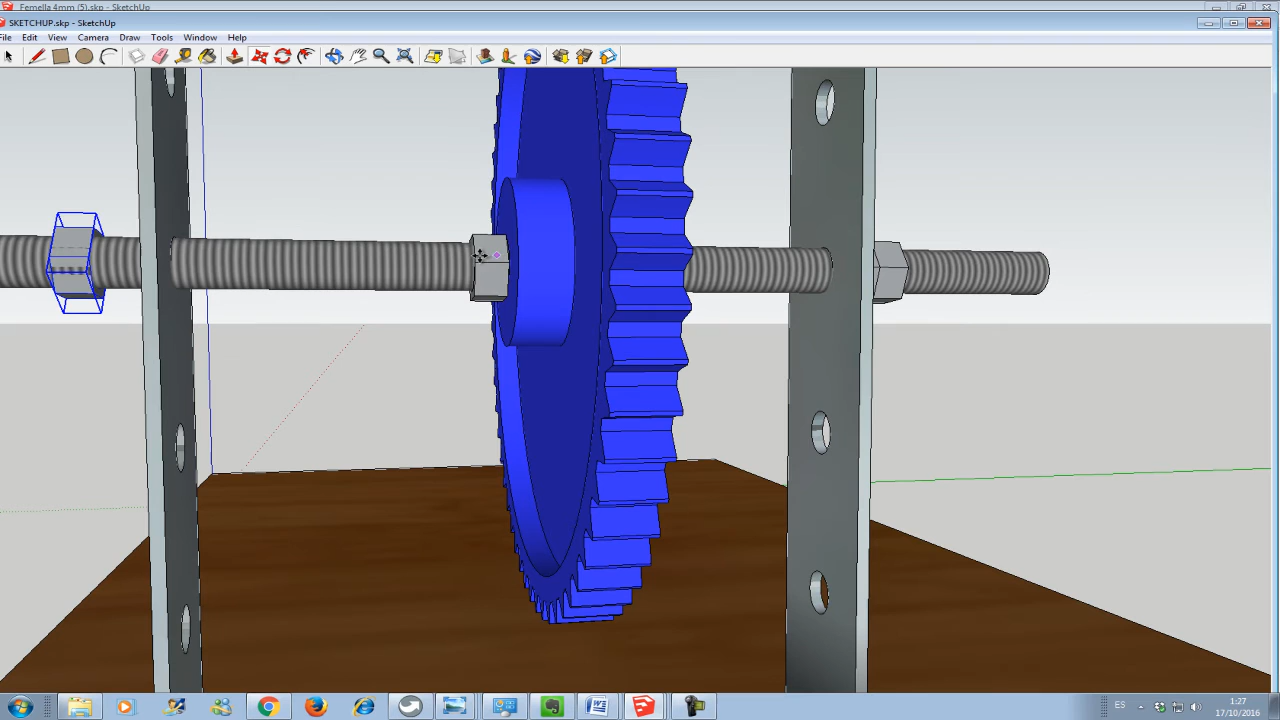 Femella 4mm (5).skp - SketchUp
SKETCHUP.skp - SketchUp
File Edit View Camera Draw Tools Window Help
ES
1:27
17/10/2016